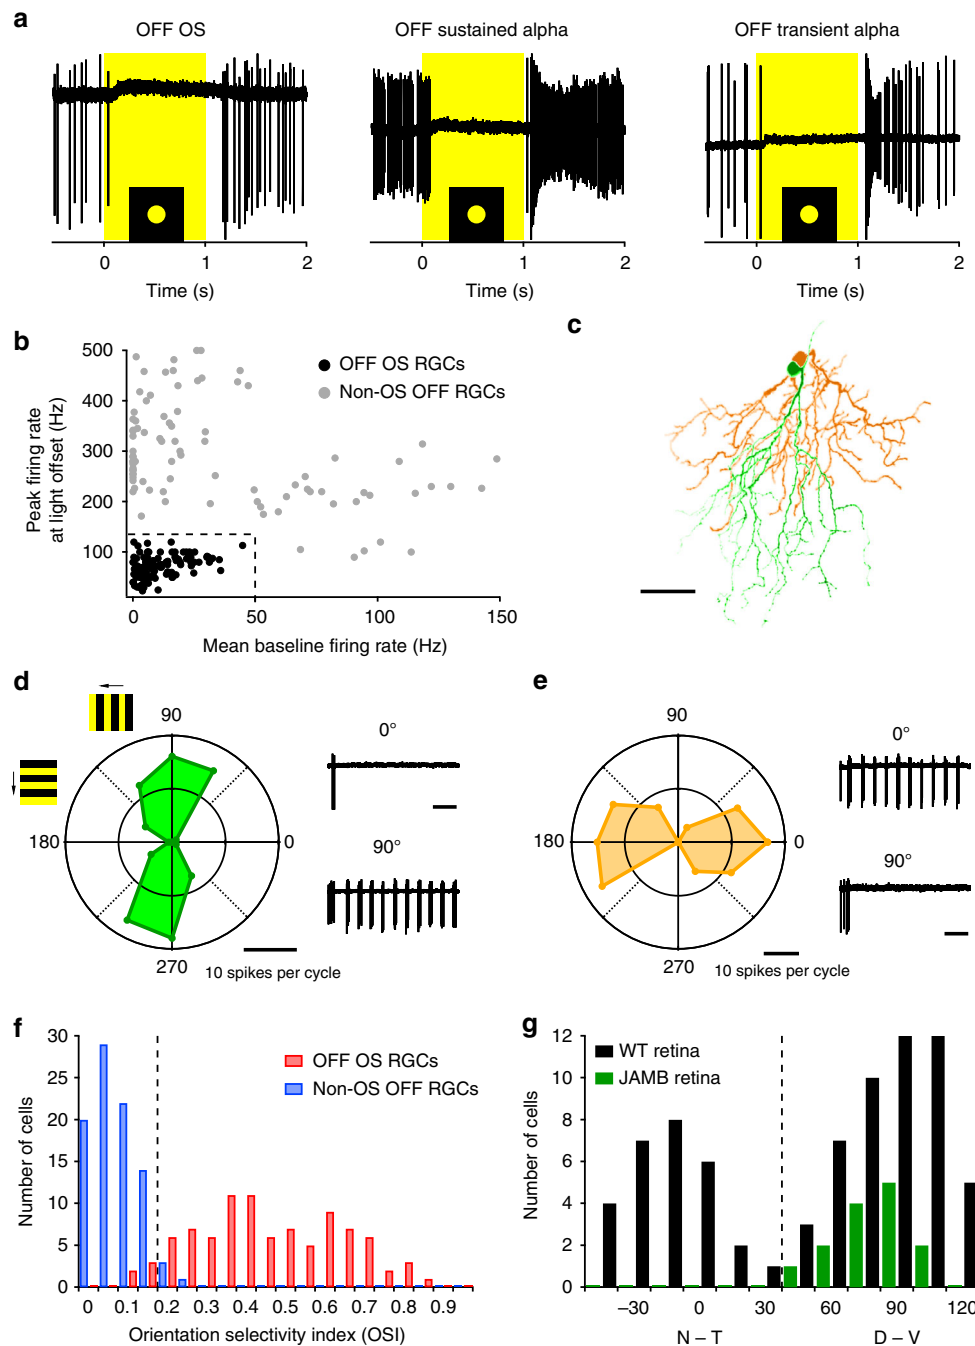 a
OFF OS
OFF sustained alpha
OFF transient alpha
0 1 2
0 1 2
0 1 2
Time (s)
Time (s)
Time (s)
b
500
400
300
200
100
Peak firing rate
at light offset (Hz)
OFF OS RGCs
Non-OS OFF RGCs
0 50 100 150
Mean baseline firing rate (Hz)
c
d
90
180
0
270
10 spikes per cycle
0°
90°
e
90
180
0
270
10 spikes per cycle
0°
90°
f
30
25
20
15
10
5
0
Number of cells
OFF OS RGCs
Non-OS OFF RGCs
0 0.1 0.2 0.3 0.4 0.5 0.6 0.7 0.8 0.9
Orientation selectivity index (OSI)
g
12
10
8
6
4
2
0
Number of cells
WT retina
JAMB retina
–30 0 30 60 90 120
N – T D – V